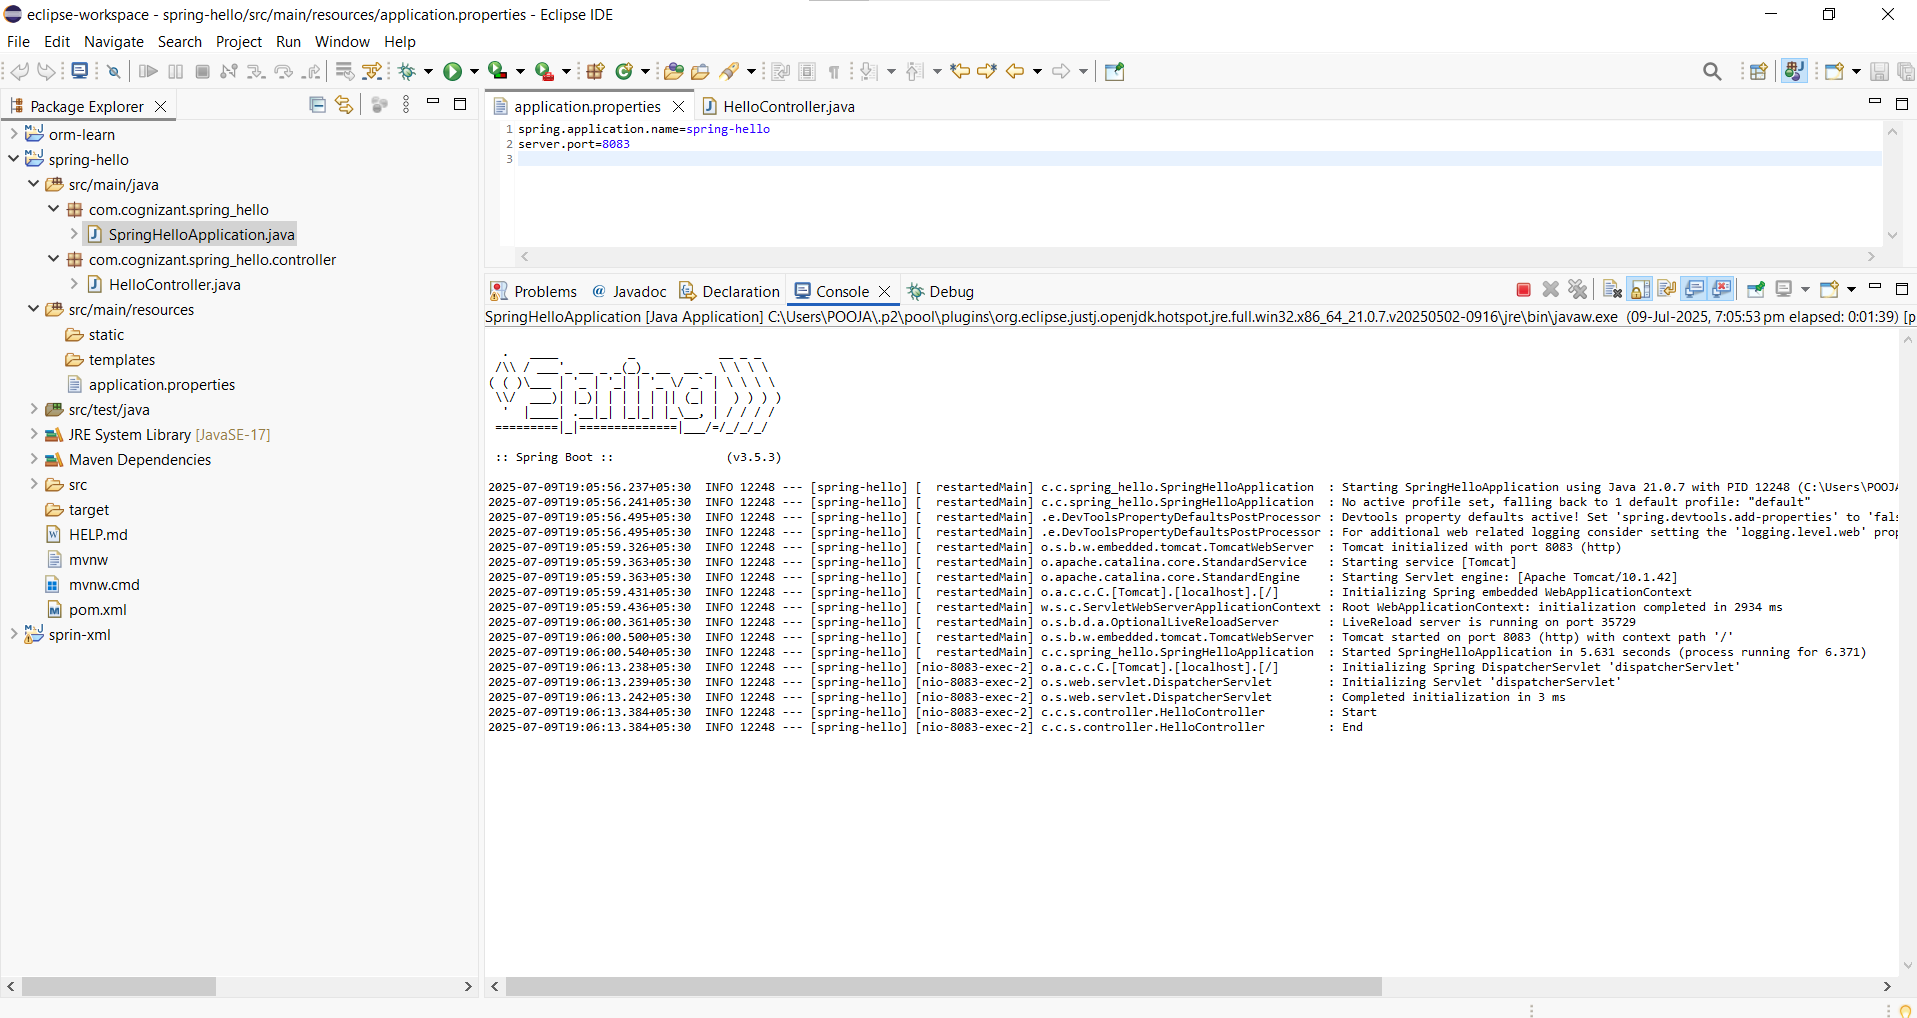 eclipse-workspace - spring-hello/src/main/resources/application.properties - Eclipse IDE
File Edit Navigate Search Project Run Window Help
Package Explorer
orm-learn
spring-hello
src/main/java
com.cognizant.spring_hello
SpringHelloApplication.java
com.cognizant.spring_hello.controller
HelloController.java
src/main/resources
static
templates
application.properties
src/test/java
JRE System Library [JavaSE-17]
Maven Dependencies
src
target
HELP.md
mvnw
mvnw.cmd
pom.xml
sprin-xml
application.properties HelloController.java
1 spring.application.name=spring-hello
2 server.port=8083
3
Problems @ Javadoc Declaration Console Debug
SpringHelloApplication [Java Application] C:\Users\POOJA\.p2\pool\plugins\org.eclipse.justj.openjdk.hotspot.jre.full.win32.x86_64_21.0.7.v20250502-0916\jre\bin\javaw.exe (09-Jul-2025, 7:05:53 pm elapsed: 0:01:39) [p
Spring
:: Spring Boot :: (v3.5.3)
2025-07-09T19:05:56.237+05:30 INFO 12248 --- [spring-hello] [ restartedMain] c.c.spring_hello.SpringHelloApplication : Starting SpringHelloApplication using Java 21.0.7 with PID 12248 (C:\Users\POOJA
2025-07-09T19:05:56.241+05:30 INFO 12248 --- [spring-hello] [ restartedMain] c.c.spring_hello.SpringHelloApplication : No active profile set, falling back to 1 default profile: "default"
2025-07-09T19:05:56.495+05:30 INFO 12248 --- [spring-hello] [ restartedMain] .e.DevToolsPropertyDefaultsPostProcessor : Devtools property defaults active! Set 'spring.devtools.add-properties' to 'fals
2025-07-09T19:05:56.495+05:30 INFO 12248 --- [spring-hello] [ restartedMain] .e.DevToolsPropertyDefaultsPostProcessor : For additional web related logging consider setting the 'logging.level.web' prop
2025-07-09T19:05:59.326+05:30 INFO 12248 --- [spring-hello] [ restartedMain] o.s.b.w.embedded.tomcat.TomcatWebServer : Tomcat initialized with port 8083 (http)
2025-07-09T19:05:59.363+05:30 INFO 12248 --- [spring-hello] [ restartedMain] o.apache.catalina.core.StandardService : Starting service [Tomcat]
2025-07-09T19:05:59.363+05:30 INFO 12248 --- [spring-hello] [ restartedMain] o.apache.catalina.core.StandardEngine : Starting Servlet engine: [Apache Tomcat/10.1.42]
2025-07-09T19:05:59.431+05:30 INFO 12248 --- [spring-hello] [ restartedMain] o.a.c.c.C.[Tomcat].[localhost].[/] : Initializing Spring embedded WebApplicationContext
2025-07-09T19:05:59.436+05:30 INFO 12248 --- [spring-hello] [ restartedMain] w.s.c.ServletWebServerApplicationContext : Root WebApplicationContext: initialization completed in 2934 ms
2025-07-09T19:06:00.361+05:30 INFO 12248 --- [spring-hello] [ restartedMain] o.s.b.d.a.OptionalLiveReloadServer : LiveReload server is running on port 35729
2025-07-09T19:06:00.500+05:30 INFO 12248 --- [spring-hello] [ restartedMain] o.s.b.w.embedded.tomcat.TomcatWebServer : Tomcat started on port 8083 (http) with context path '/'
2025-07-09T19:06:00.540+05:30 INFO 12248 --- [spring-hello] [ restartedMain] c.c.spring_hello.SpringHelloApplication : Started SpringHelloApplication in 5.631 seconds (process running for 6.371)
2025-07-09T19:06:13.238+05:30 INFO 12248 --- [spring-hello] [nio-8083-exec-2] o.a.c.c.C.[Tomcat].[localhost].[/] : Initializing Spring DispatcherServlet 'dispatcherServlet'
2025-07-09T19:06:13.239+05:30 INFO 12248 --- [spring-hello] [nio-8083-exec-2] o.s.web.servlet.DispatcherServlet : Initializing Servlet 'dispatcherServlet'
2025-07-09T19:06:13.242+05:30 INFO 12248 --- [spring-hello] [nio-8083-exec-2] o.s.web.servlet.DispatcherServlet : Completed initialization in 3 ms
2025-07-09T19:06:13.384+05:30 INFO 12248 --- [spring-hello] [nio-8083-exec-2] c.c.s.controller.HelloController : Start
2025-07-09T19:06:13.384+05:30 INFO 12248 --- [spring-hello] [nio-8083-exec-2] c.c.s.controller.HelloController : End